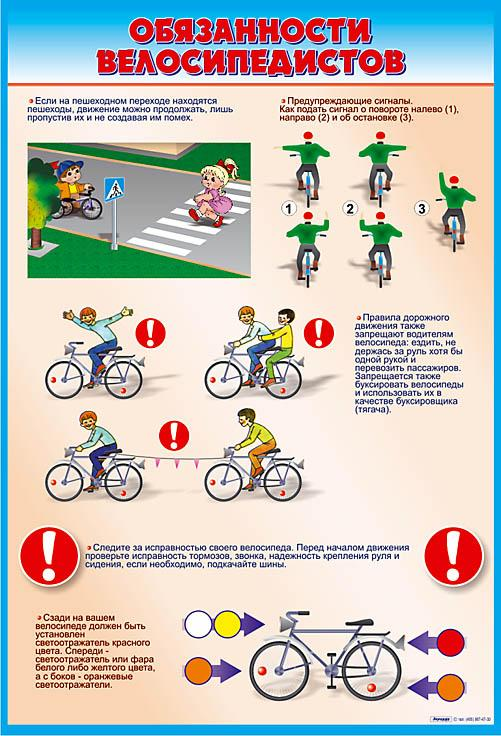 ОБЯЗАННОСТИ
ВЕЛОСИПЕДИСТОВ
Если на пешеходном переходе находятся
пешеходы, движение можно продолжать, лишь
пропустив их и не создавая им помех.
Предупреждающие сигналы.
Как подать сигнал о повороте налево (1),
направо (2) и об остановке (3).
1
2
3
!
!
Правила дорожного
движения также
запрещают водителям
велосипеда: ездить, не
держась за руль хотя бы
одной рукой и
перевозить пассажиров.
Запрещается также
буксировать велосипеды
и использовать их в
качестве буксировщика
(тягача).
!
!
Следите за исправностью своего велосипеда. Перед началом движения
проверьте исправность тормозов, звонка, надежность крепления руля и
сидения, если необходимо, подкачайте шины.
!
Сзади на вашем
велосипеде должен быть
установлен
светоотражатель красного
цвета. Спереди -
светоотражатель или фара
белого либо желтого цвета,
а с боков - оранжевые
светоотражатели.